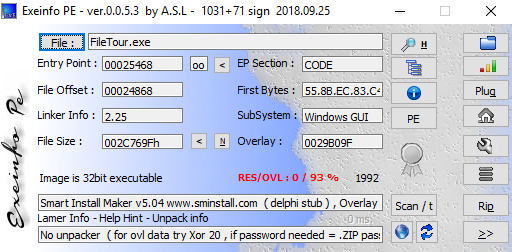 Exeinfo PE - ver.0.0.5.3 by A.S.L - 1031+71 sign 2018.09.25
File : FileTour.exe H
Entry Point : 00025468 oo < EP Section : CODE
File Offset : 00024868 First Bytes : 55.8B.EC.83.C4 Plug
Linker Info : 2.25 SubSystem : Windows GUI PE
File Size : 002C769Fh < N Overlay : 0029B09F
Image is 32bit executable RES/OVL : 0 / 93 % 1992
Exeinfo Pe
Smart Install Maker v5.04 www.sminstall.com ( delphi stub ) , Overlay Scan / t Rip
Lamer Info - Help Hint - Unpack info 0 ms.
No unpacker ( for ovl data try Xor 20 , if password needed = .ZIP pass >>